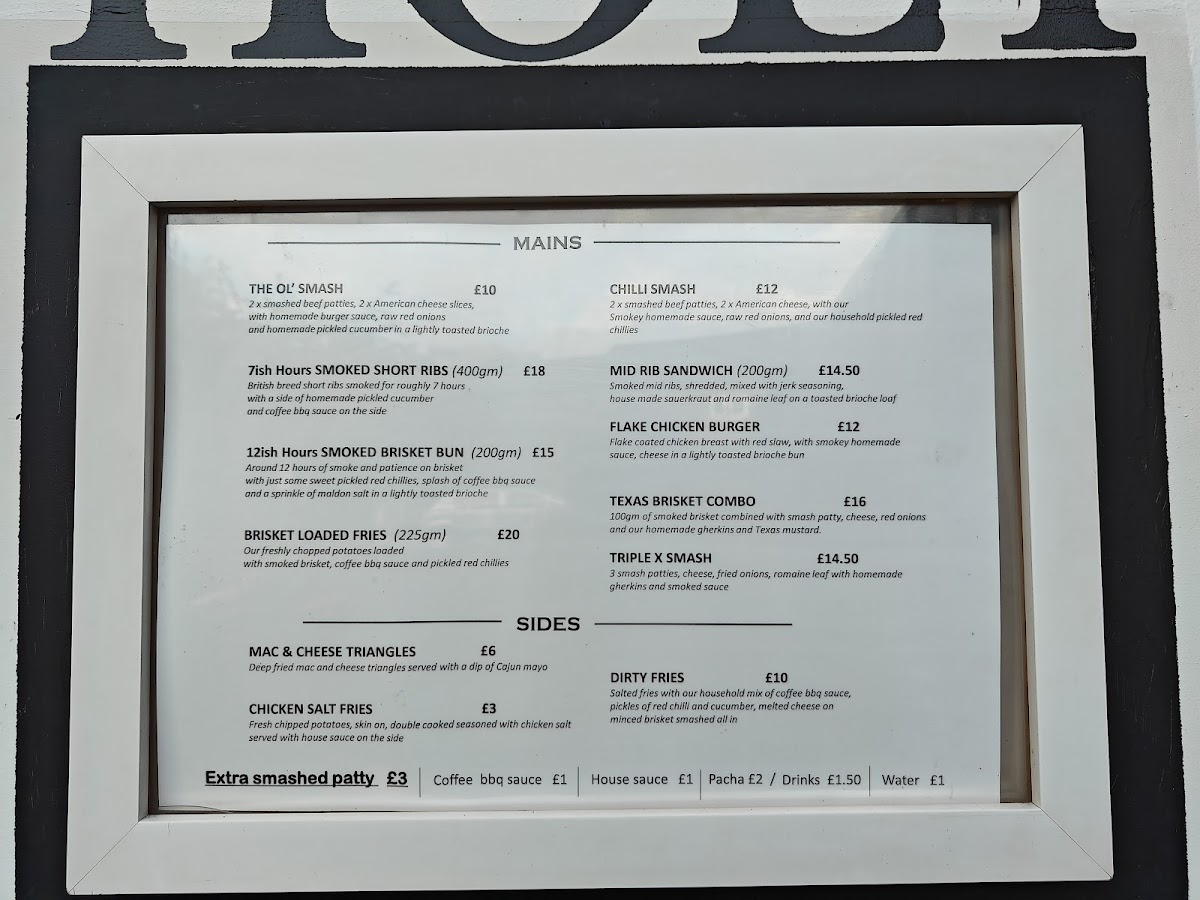 MAINS
THE OL' SMASH £10
2 x smashed beef patties, 2 x American cheese slices,
with homemade burger sauce, raw red onions
and homemade pickled cucumber in a lightly toasted brioche
7ish Hours SMOKED SHORT RIBS (400gm) £18
British breed short ribs smoked for roughly 7 hours
with a side of homemade pickled cucumber
and coffee bbq sauce on the side
12ish Hours SMOKED BRISKET BUN (200gm) £15
Around 12 hours of smoke and patience on brisket
with just some sweet pickled red chillies, splash of coffee bbq sauce
and a sprinkle of maldon salt in a lightly toasted brioche
BRISKET LOADED FRIES (225gm) £20
Our freshly chopped potatoes loaded
with smoked brisket, coffee bbq sauce and pickled red chillies
CHILLI SMASH £12
2 x smashed beef patties, 2 x American cheese, with our
Smokey homemade sauce, raw red onions, and our household pickled red
chillies
MID RIB SANDWICH (200gm) £14.50
Smoked mid ribs, shredded, mixed with jerk seasoning,
house made sauerkraut and romaine leaf on a toasted brioche loaf
FLAKE CHICKEN BURGER £12
Flake coated chicken breast with red slaw, with smokey homemade
sauce, cheese in a lightly toasted brioche bun
TEXAS BRISKET COMBO £16
100gm of smoked brisket combined with smash patty, cheese, red onions
and our homemade gherkins and Texas mustard.
TRIPLE X SMASH £14.50
3 smash patties, cheese, fried onions, romaine leaf with homemade
gherkins and smoked sauce
SIDES
MAC & CHEESE TRIANGLES £6
Deep fried mac and cheese triangles served with a dip of Cajun mayo
CHICKEN SALT FRIES £3
Fresh chipped potatoes, skin on, double cooked seasoned with chicken salt
served with house sauce on the side
DIRTY FRIES £10
Salted fries with our household mix of coffee bbq sauce,
pickles of red chilli and cucumber, melted cheese on
minced brisket smashed all in
Extra smashed patty £3 | Coffee bbq sauce £1 | House sauce £1 | Pacha £2 / Drinks £1.50 | Water £1